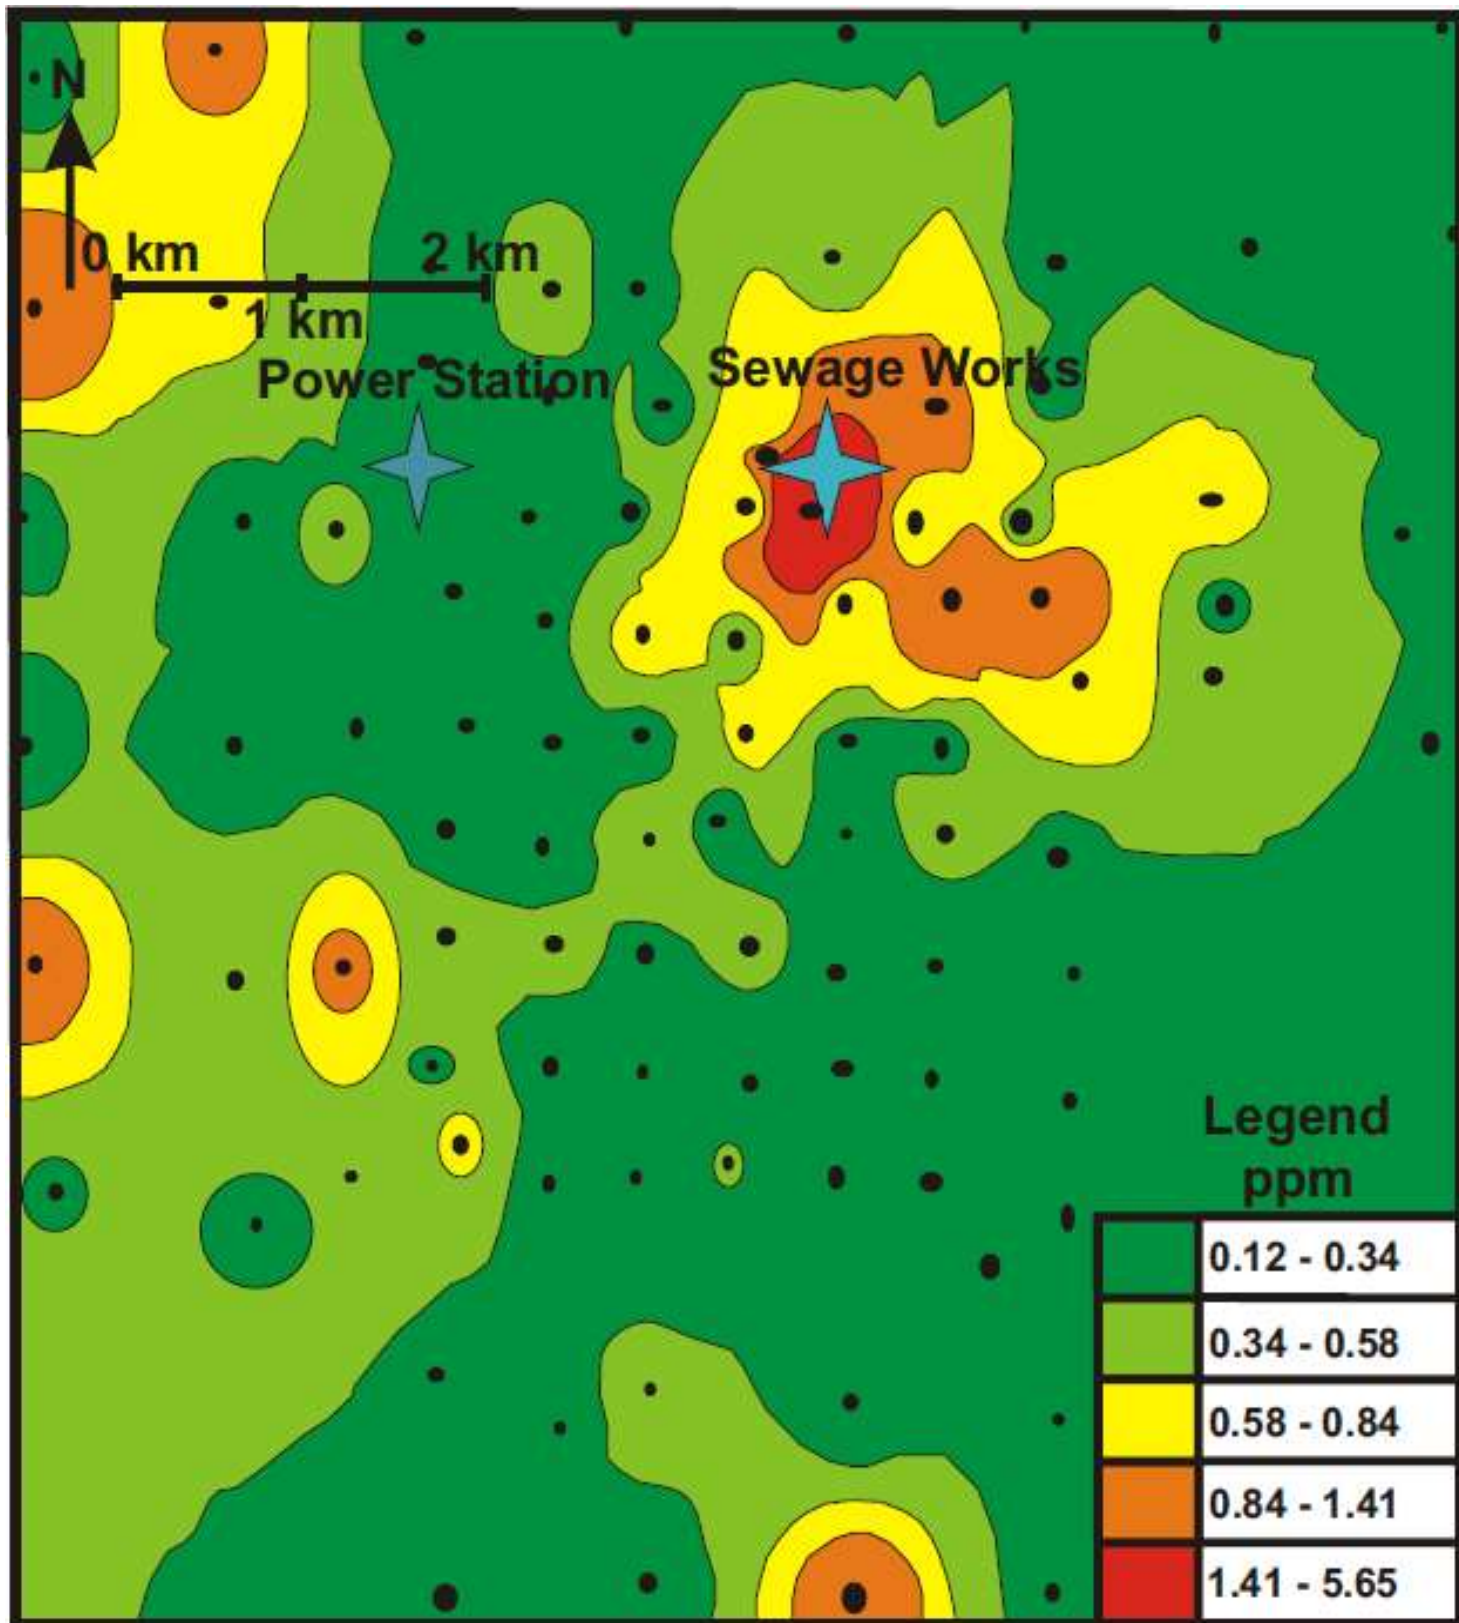 N
0 km
2 km
1 km
Power Station
Sewage Works
Legend
ppm
0.12 - 0.34
0.34 - 0.58
0.58 - 0.84
0.84 - 1.41
1.41 - 5.65